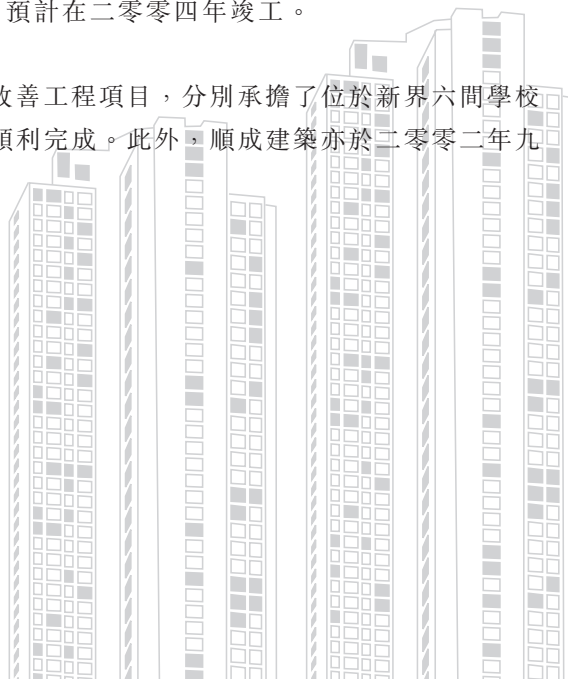 預計在二零零四年竣工。
改善工程項目，分別承擔了位於新界六間學校
順利完成。此外，順成建築亦於二零零二年九